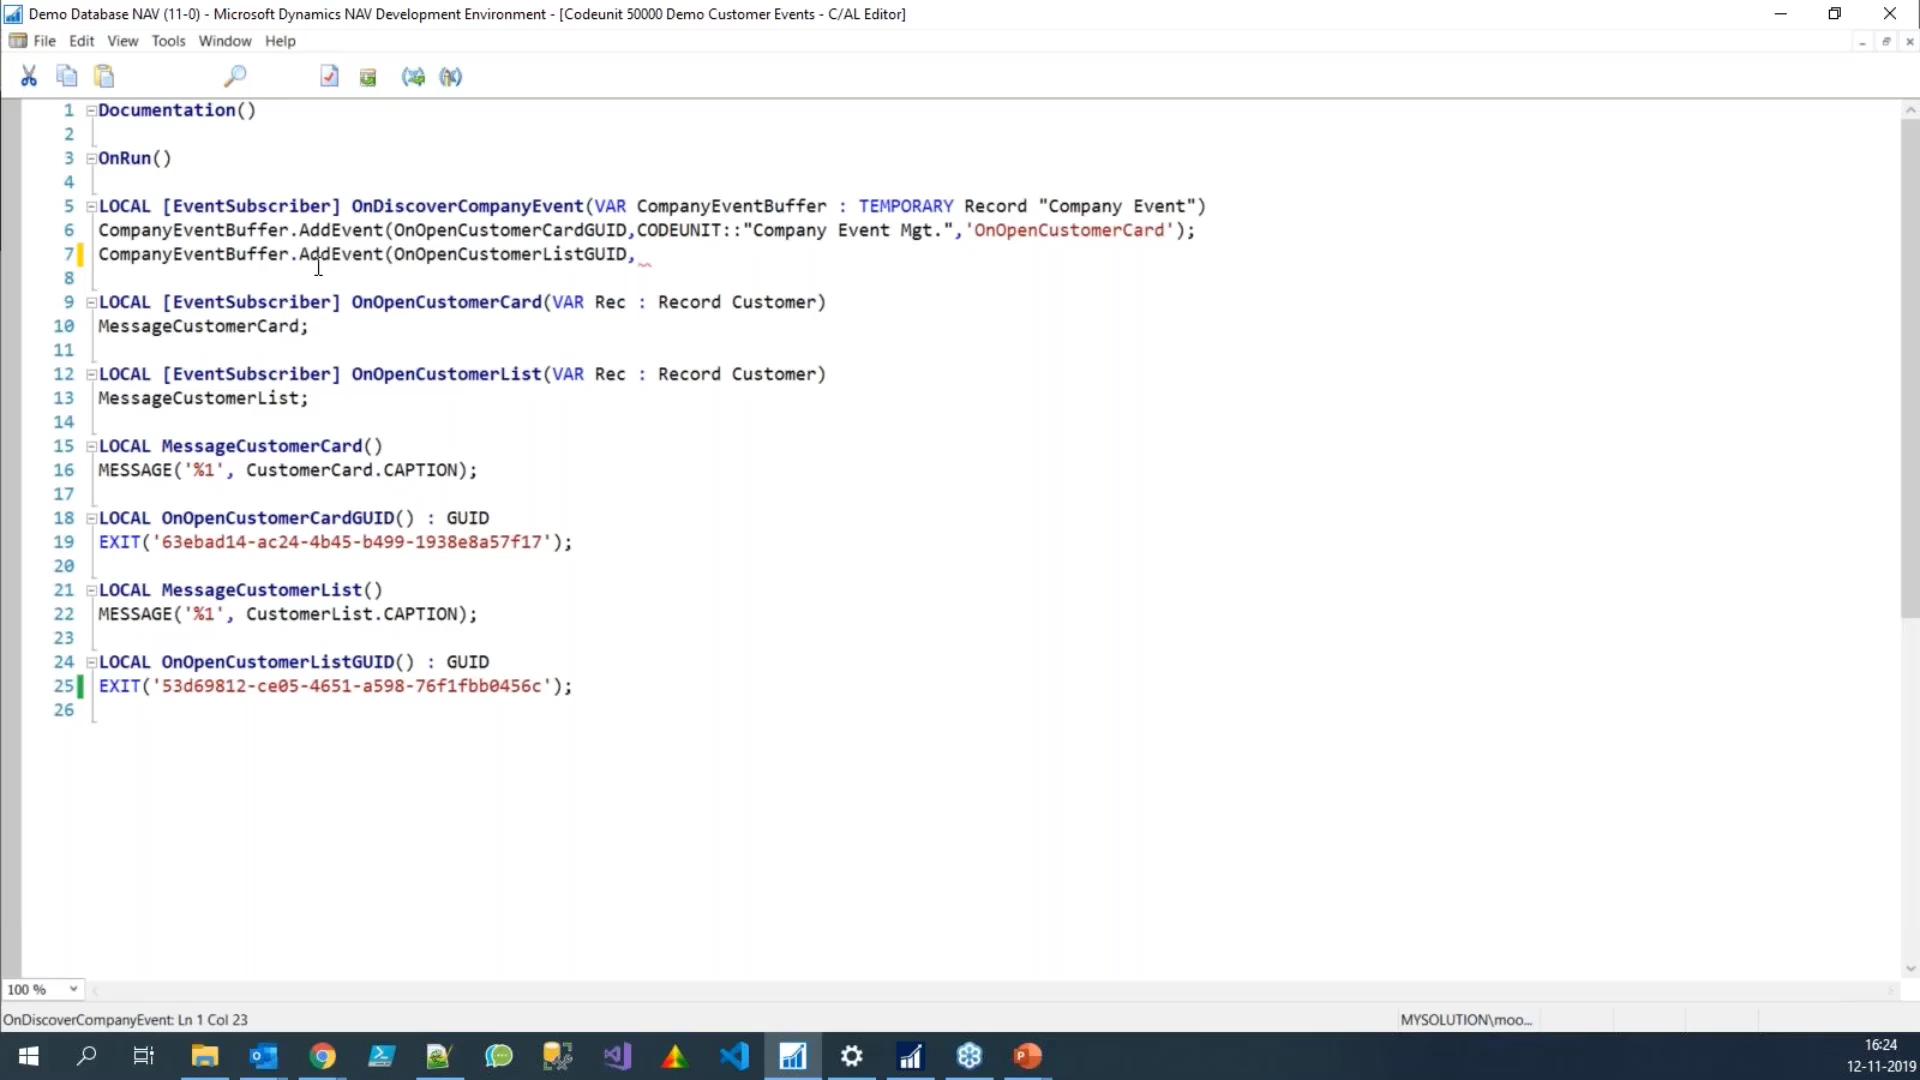 Demo Database NAV (11-0) - Microsoft Dynamics NAV Development Environment - [Codeunit 50000 Demo Customer Events - C/AL Editor]
File Edit View Tools Window Help
1 Documentation()
2
3 OnRun()
4
5 LOCAL [EventSubscriber] OnDiscoverCompanyEvent(VAR CompanyEventBuffer : TEMPORARY Record "Company Event")
6 CompanyEventBuffer.AddEvent(OnOpenCustomerCardGUID,CODEUNIT::"Company Event Mgt.",'OnOpenCustomerCard');
7 CompanyEventBuffer.AddEvent(OnOpenCustomerListGUID,
8
9 LOCAL [EventSubscriber] OnOpenCustomerCard(VAR Rec : Record Customer)
10 MessageCustomerCard;
11
12 LOCAL [EventSubscriber] OnOpenCustomerList(VAR Rec : Record Customer)
13 MessageCustomerList;
14
15 LOCAL MessageCustomerCard()
16 MESSAGE('%1', CustomerCard.CAPTION);
17
18 LOCAL OnOpenCustomerCardGUID() : GUID
19 EXIT('63ebad14-ac24-4b45-b499-1938e8a57f17');
20
21 LOCAL MessageCustomerList()
22 MESSAGE('%1', CustomerList.CAPTION);
23
24 LOCAL OnOpenCustomerListGUID() : GUID
25 EXIT('53d69812-ce05-4651-a598-76f1fbb0456c');
26
100 %
OnDiscoverCompanyEvent: Ln 1 Col 23 MYSOLUTION\moo...
16:24
12-11-2019